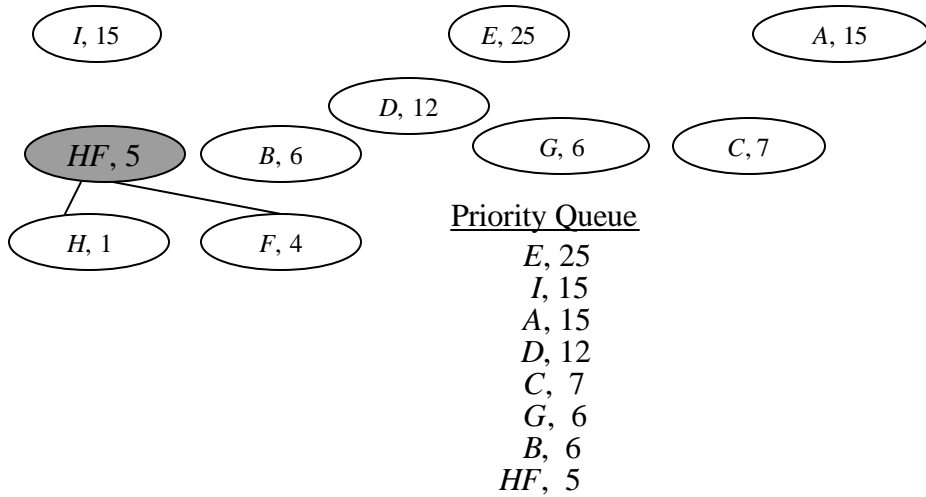 I, 15
E, 25
A, 15
D, 12
HF, 5
B, 6
G, 6
C, 7
H, 1
F, 4
Priority Queue
E, 25
I, 15
A, 15
D, 12
C, 7
G, 6
B, 6
HF, 5